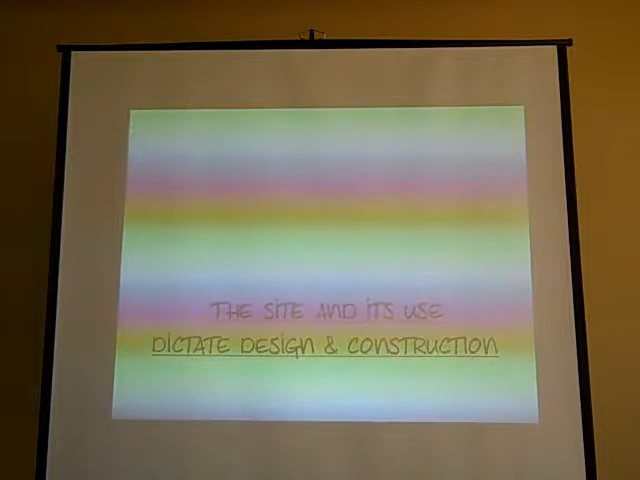 THE SITE AND ITS USE
DICTATE DESIGN & CONSTRUCTION